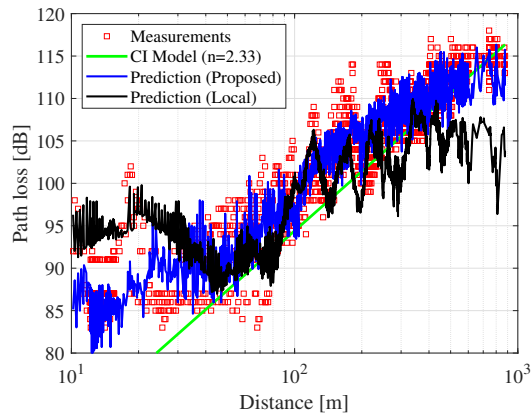 120
115
110
105
100
95
90
85
80
Path loss [dB]
Measurements
CI Model (n=2.33)
Prediction (Proposed)
Prediction (Local)
10^1
10^2
10^3
Distance [m]